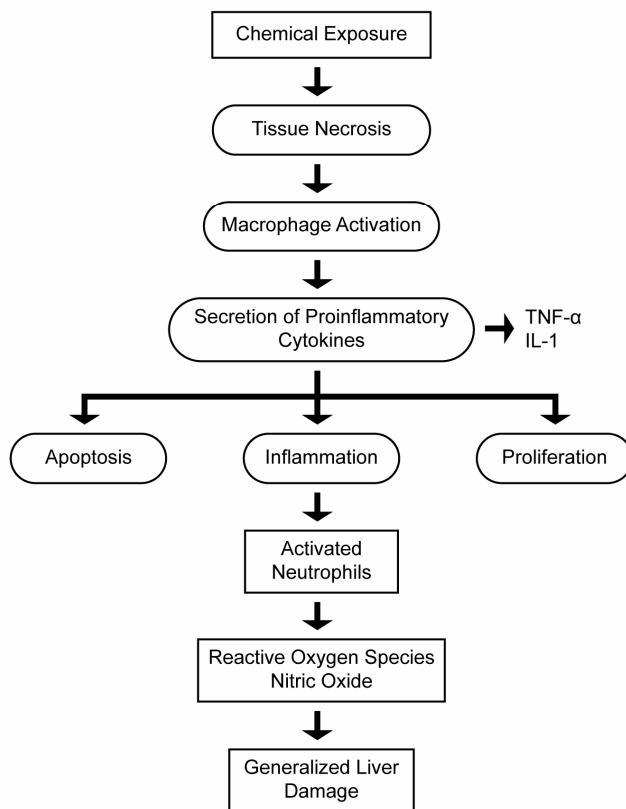 Chemical Exposure
Tissue Necrosis
Macrophage Activation
Secretion of Proinflammatory
Cytokines
TNF-α
IL-1
Apoptosis
Inflammation
Proliferation
Activated
Neutrophils
Reactive Oxygen Species
Nitric Oxide
Generalized Liver
Damage